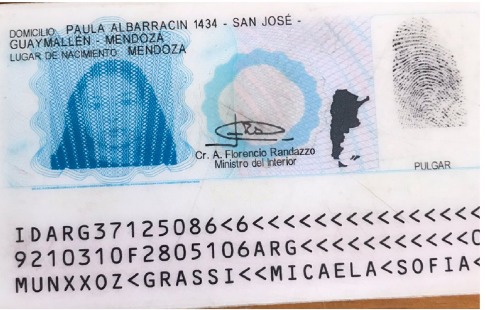 DOMICILIO: PAULA ALBARRACIN 1434 - SAN JOSÉ -
GUAYMALLÉN - MENDOZA
LUGAR DE NACIMIENTO: MENDOZA
Cr. A. Florencio Randazzo
Ministro del Interior
PULGAR
IDARG37125086<6<<<<<<<<<<<<<<<
9210310F2805106ARG<<<<<<<<<<<0
MUNXXOZ<GRASSI<<MICAELA<SOFIA<